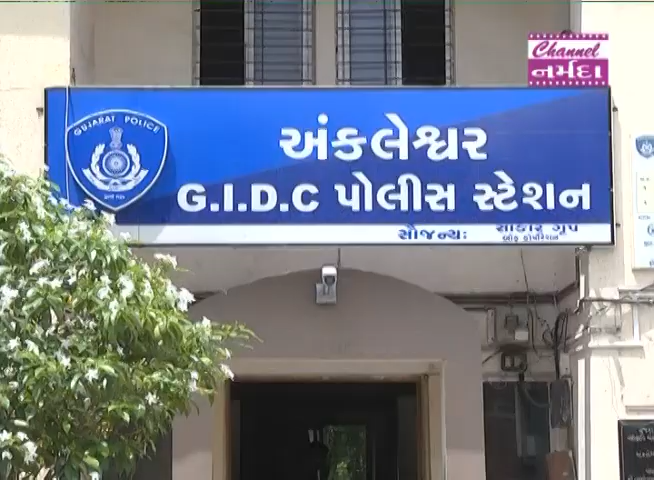 Channel
નર્મદા
GUJARAT POLICE
અંકલેશ્વર
G.I.D.C પોલીસ સ્ટેશન
સૌજન્ય: